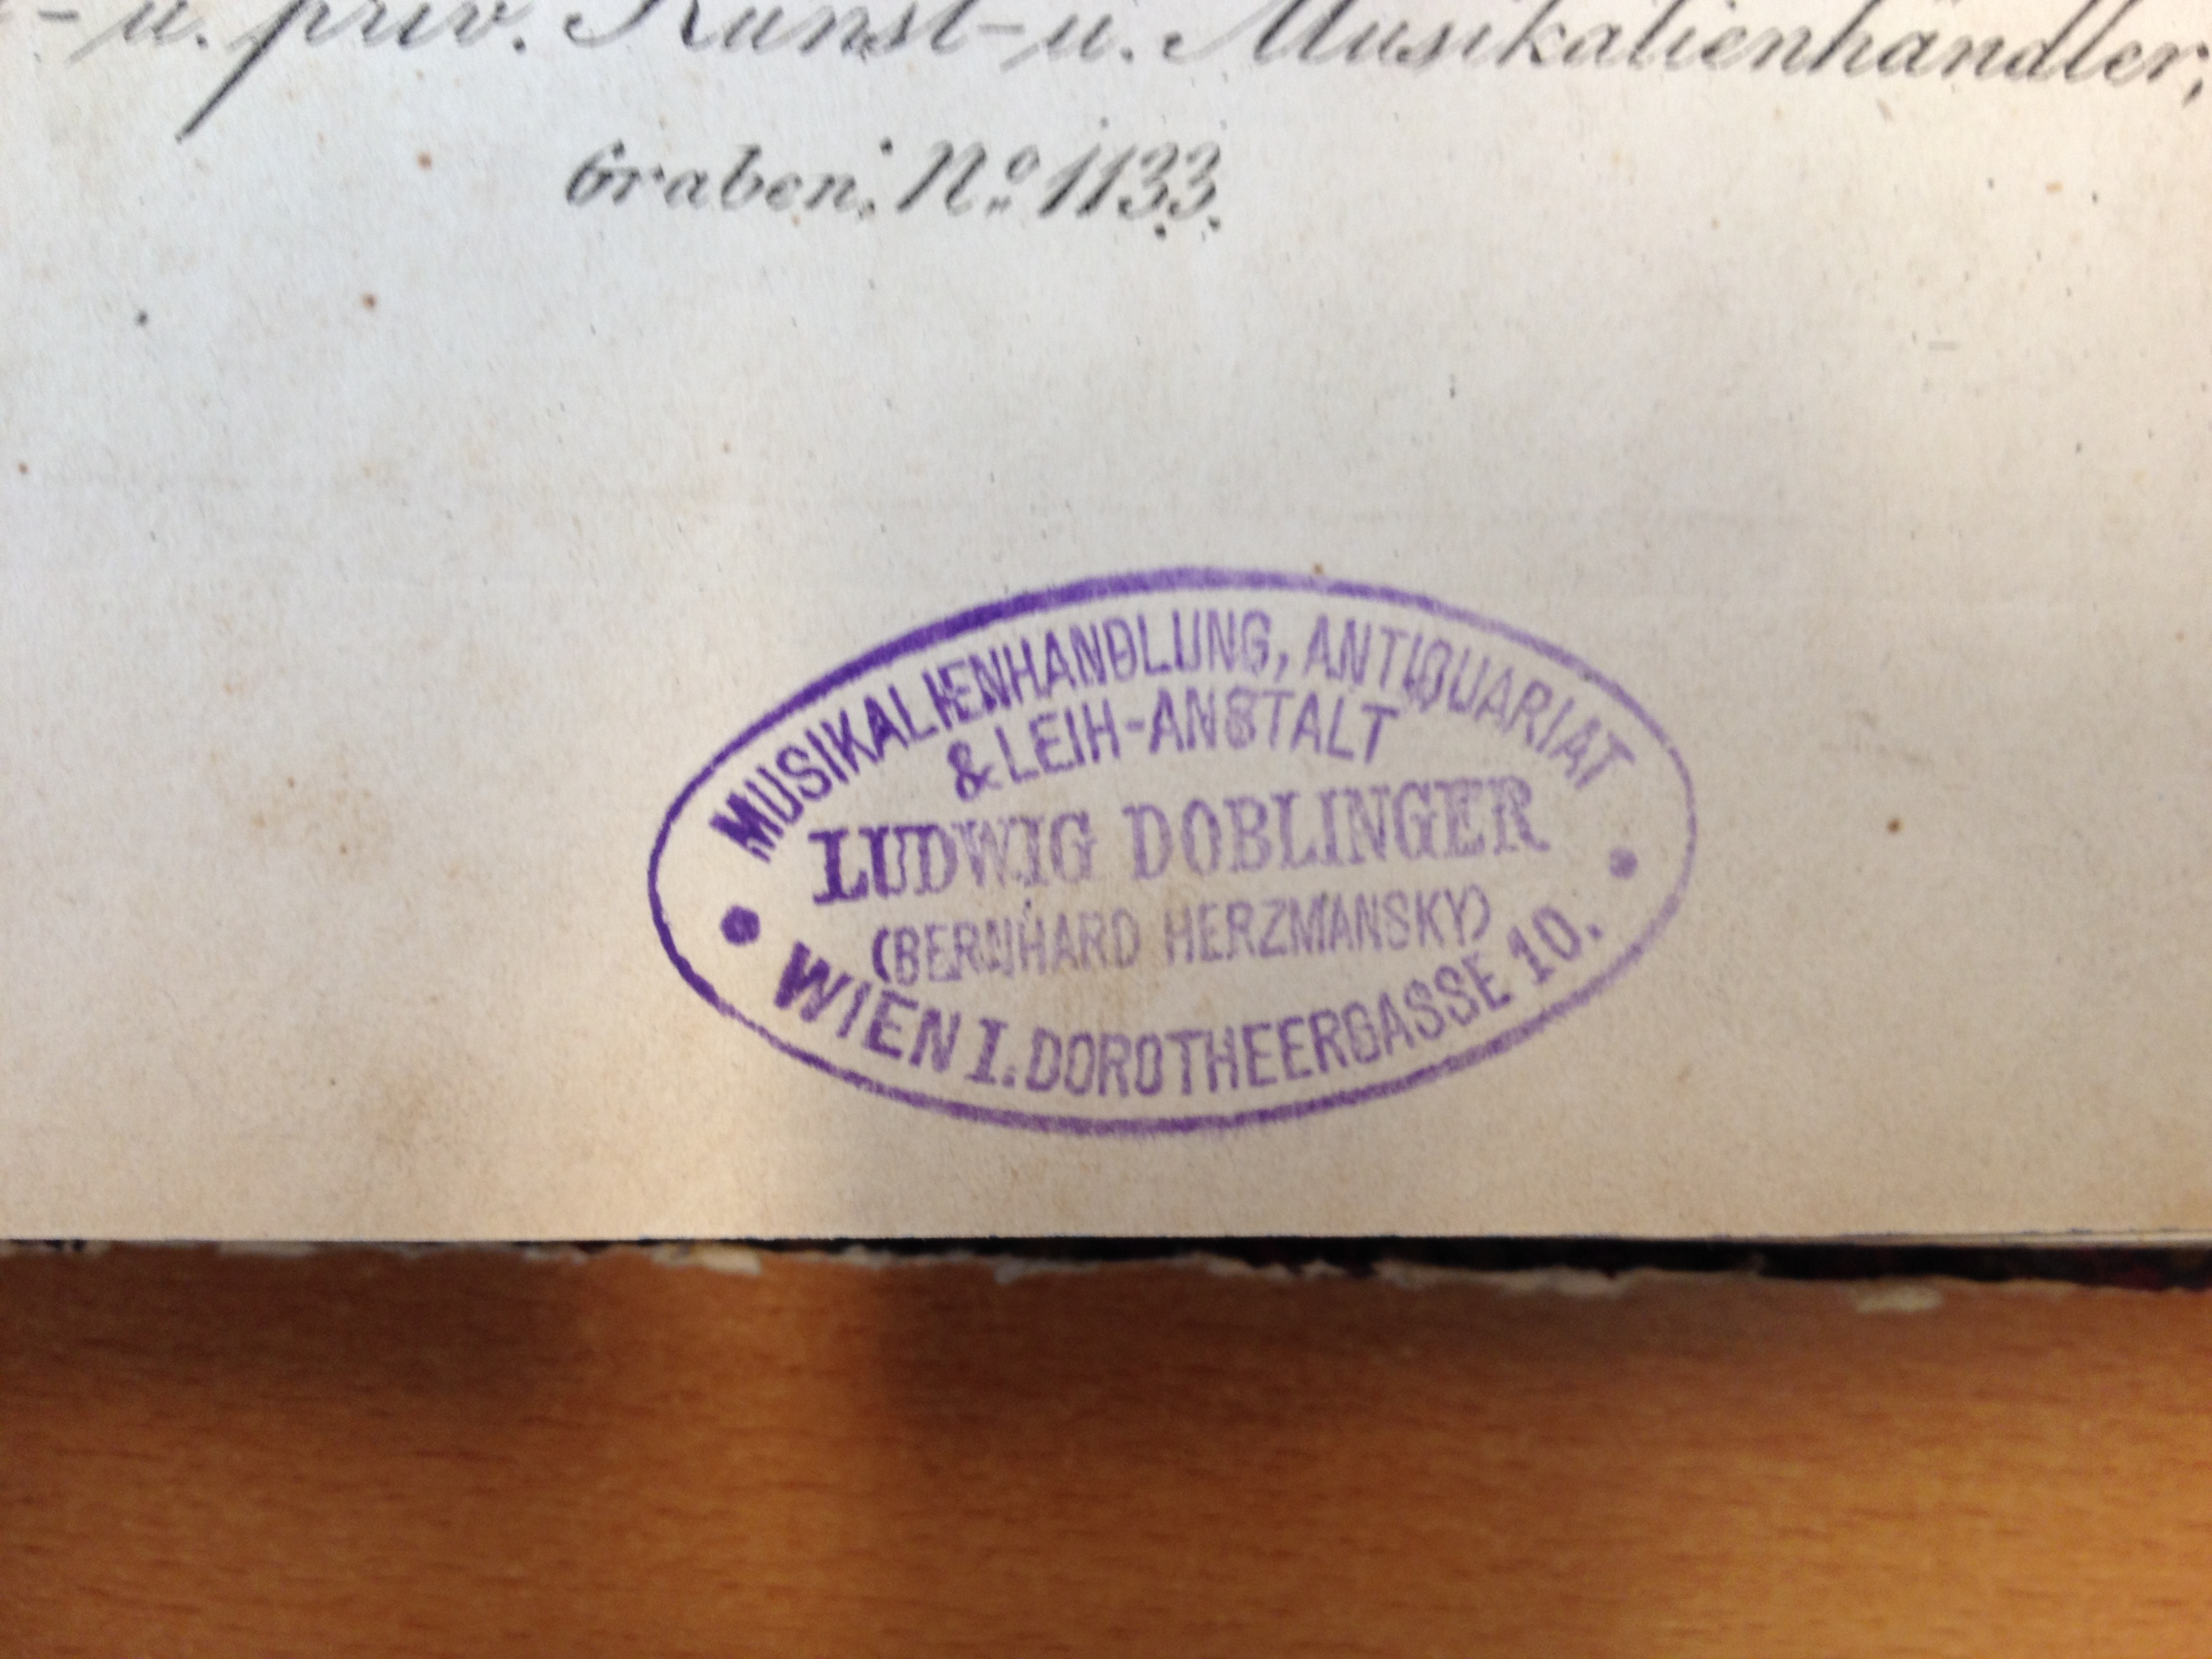 - u. priv. Kunst- u. Musikalienhändler,
Graben, No. 1133.
MUSIKALIENHANDLUNG, ANTIQUARIAT
& LEIH-ANSTALT
LUDWIG DOBLINGER
(BERNHARD HERZMANSKY)
WIEN I. DOROTHEERGASSE 10.